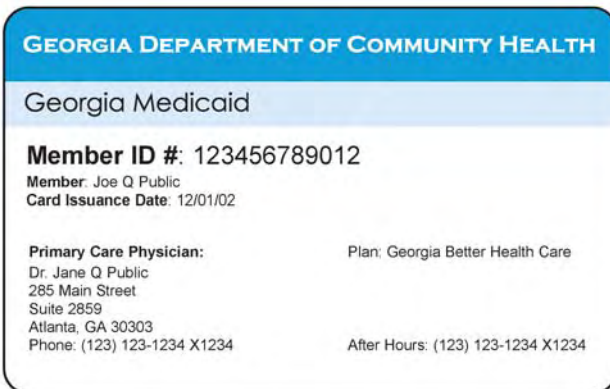 GEORGIA DEPARTMENT OF COMMUNITY HEALTH
Georgia Medicaid
Member ID #: 123456789012
Member: Joe Q Public
Card Issuance Date: 12/01/02
Primary Care Physician:
Dr. Jane Q Public
285 Main Street
Suite 2859
Atlanta, GA 30303
Phone: (123) 123-1234 X1234
Plan: Georgia Better Health Care
After Hours: (123) 123-1234 X1234